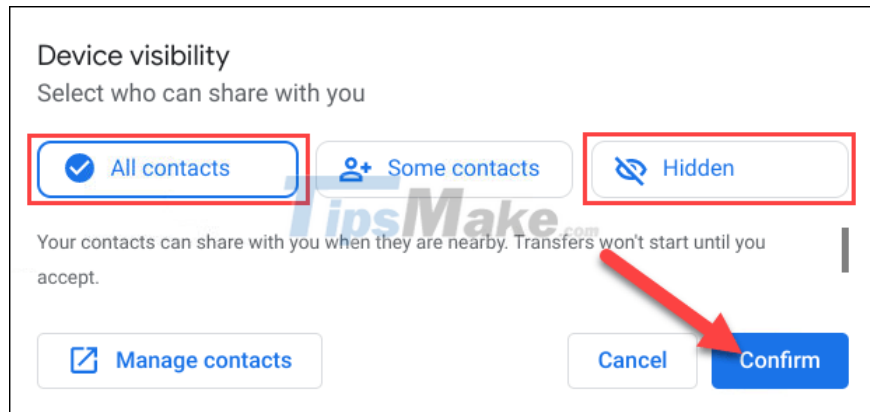 Device visibility
Select who can share with you
All contacts
Some contacts
Hidden
TipsMake.com
Your contacts can share with you when they are nearby. Transfers won't start until you
accept.
Manage contacts
Cancel
Confirm